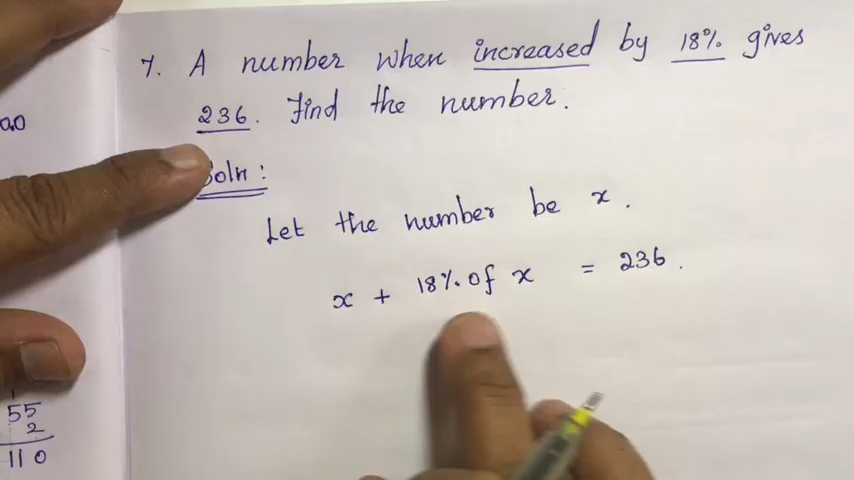 7. A number when increased by 18% gives
236. Find the number.
Soln :
Let the number be x.
x + 18% of x = 236.
00
55
2
110